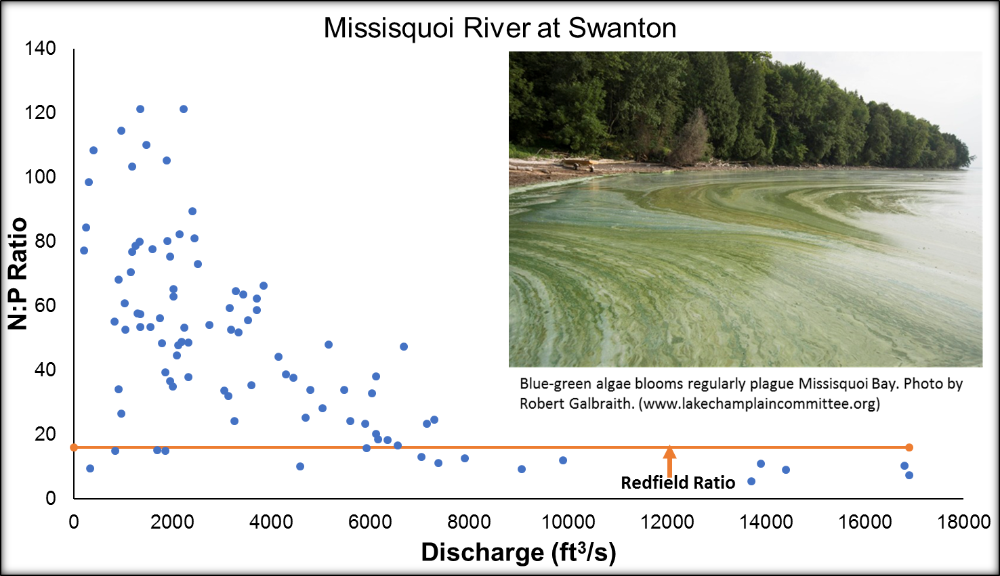 Missisquoi River at Swanton
140
120
100
80
60
40
20
0
N:P Ratio
Blue-green algae blooms regularly plague Missisquoi Bay. Photo by
Robert Galbraith. (www.lakechamplaincommittee.org)
Redfield Ratio
0 2000 4000 6000 8000 10000 12000 14000 16000 18000
Discharge (ft³/s)